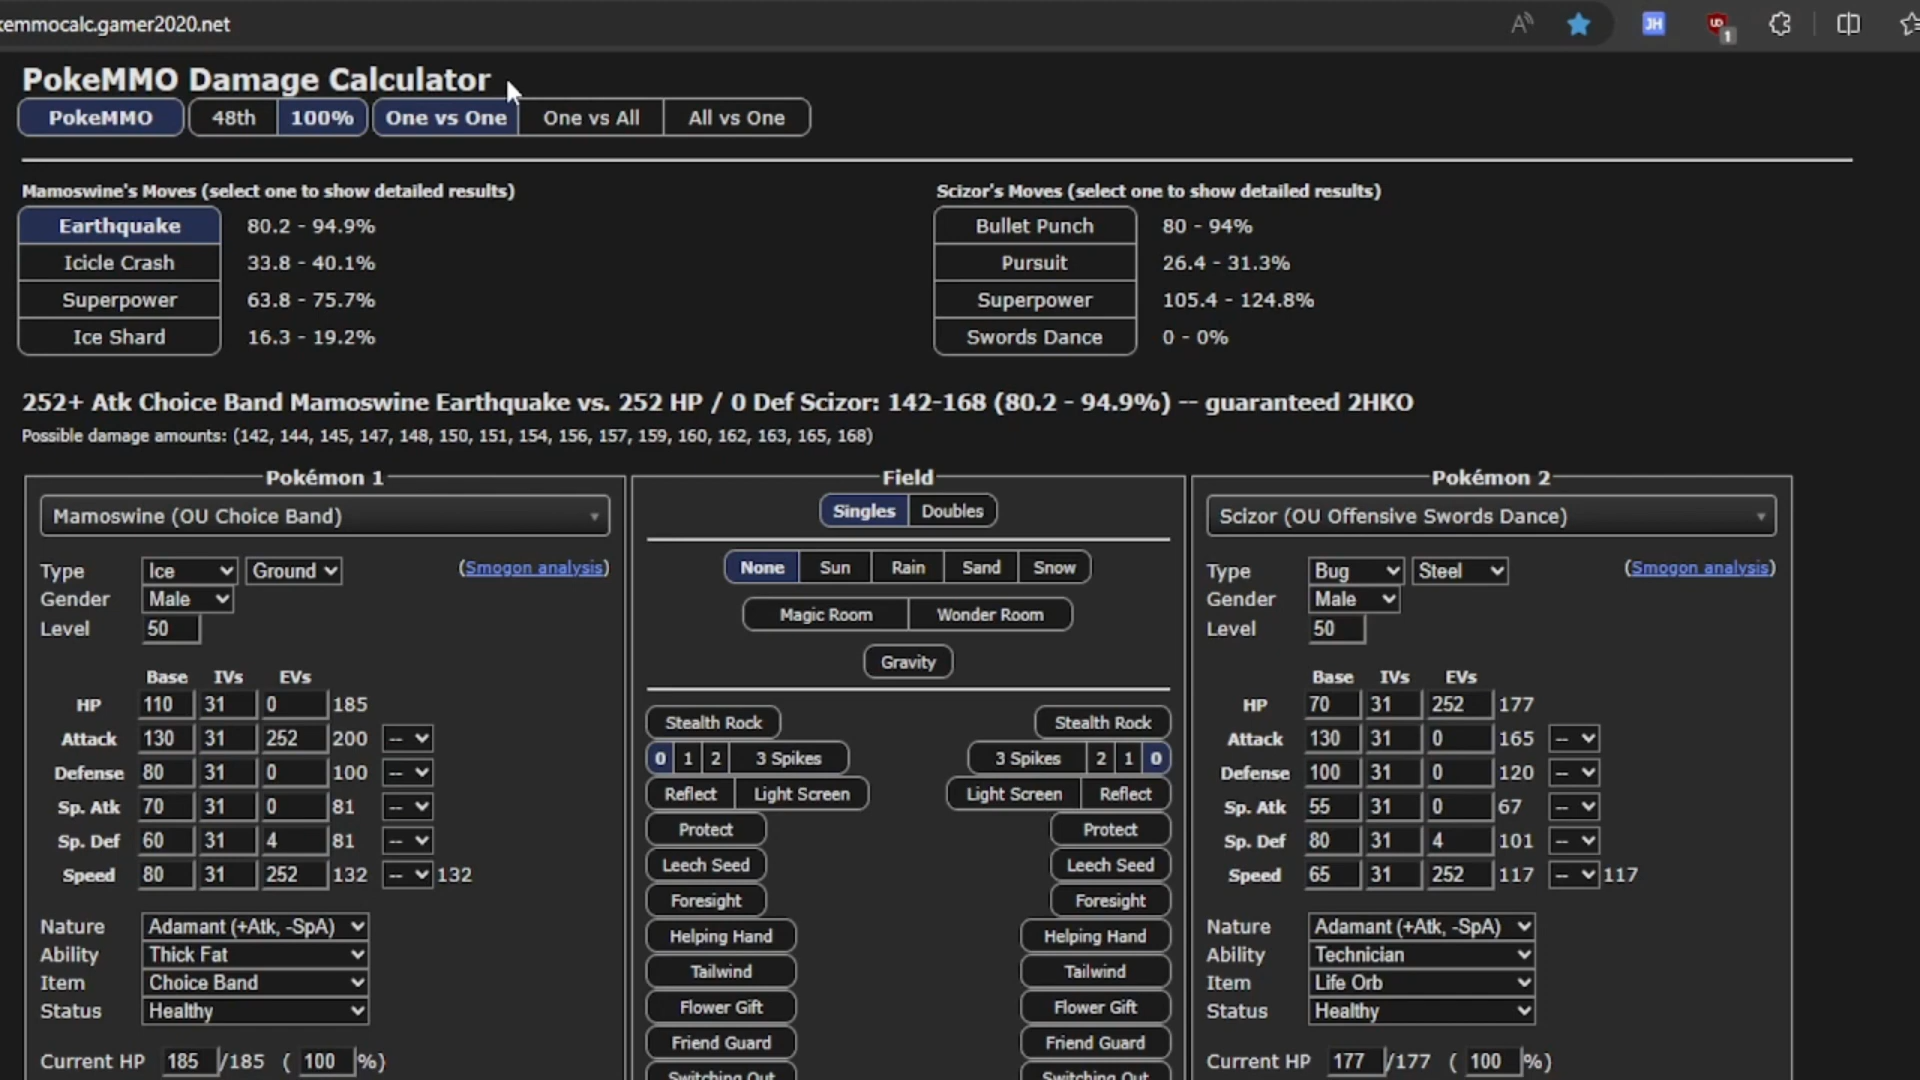 emmocalc.gamer2020.net
JH
1
PokeMMO Damage Calculator
PokeMMO 48th 100% One vs One One vs All All vs One
Mamoswine's Moves (select one to show detailed results)
Earthquake 80.2 - 94.9%
Icicle Crash 33.8 - 40.1%
Superpower 63.8 - 75.7%
Ice Shard 16.3 - 19.2%
Scizor's Moves (select one to show detailed results)
Bullet Punch 80 - 94%
Pursuit 26.4 - 31.3%
Superpower 105.4 - 124.8%
Swords Dance 0 - 0%
252+ Atk Choice Band Mamoswine Earthquake vs. 252 HP / 0 Def Scizor: 142-168 (80.2 - 94.9%) -- guaranteed 2HKO
Possible damage amounts: (142, 144, 145, 147, 148, 150, 151, 154, 156, 157, 159, 160, 162, 163, 165, 168)
Pokémon 1
Mamoswine (OU Choice Band)
Type Ice Ground (Smogon analysis)
Gender Male
Level 50
Base IVs EVs
HP 110 31 0 185
Attack 130 31 252 200 --
Defense 80 31 0 100 --
Sp. Atk 70 31 0 81 --
Sp. Def 60 31 4 81 --
Speed 80 31 252 132 -- 132
Nature Adamant (+Atk, -SpA)
Ability Thick Fat
Item Choice Band
Status Healthy
Current HP 185 /185 ( 100 %)
Field
Singles Doubles
None Sun Rain Sand Snow
Magic Room Wonder Room
Gravity
Stealth Rock Stealth Rock
0 1 2 3 Spikes 3 Spikes 2 1 0
Reflect Light Screen Light Screen Reflect
Protect Protect
Leech Seed Leech Seed
Foresight Foresight
Helping Hand Helping Hand
Tailwind Tailwind
Flower Gift Flower Gift
Friend Guard Friend Guard
Switching Out Switching Out
Pokémon 2
Scizor (OU Offensive Swords Dance)
Type Bug Steel (Smogon analysis)
Gender Male
Level 50
Base IVs EVs
HP 70 31 252 177
Attack 130 31 0 165 --
Defense 100 31 0 120 --
Sp. Atk 55 31 0 67 --
Sp. Def 80 31 4 101 --
Speed 65 31 252 117 -- 117
Nature Adamant (+Atk, -SpA)
Ability Technician
Item Life Orb
Status Healthy
Current HP 177 /177 ( 100 %)